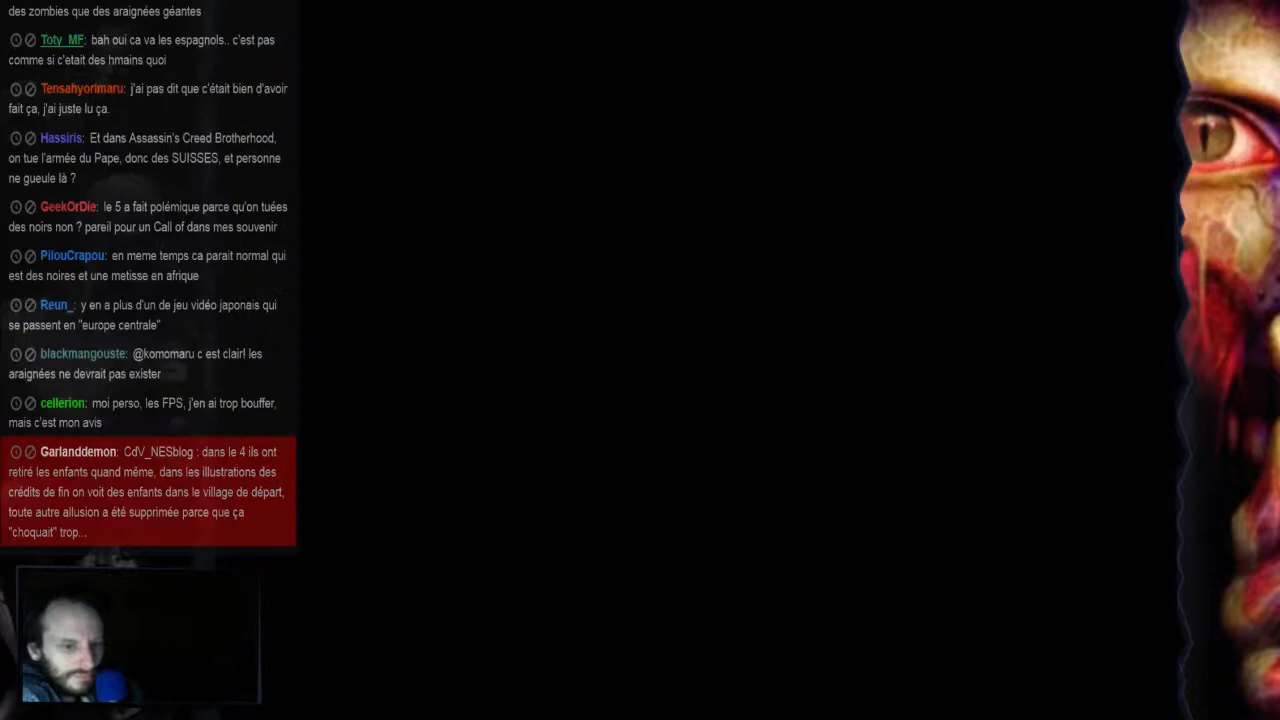 des zombies que des araignées géantes
Toty_MF: bah oui ca va les espagnols.. c'est pas
comme si c'etait des hmains quoi
Tensahyorimaru: j'ai pas dit que c'était bien d'avoir
fait ça, j'ai juste lu ça.
Hassiris: Et dans Assassin's Creed Brotherhood,
on tue l'armée du Pape, donc des SUISSES, et personne
ne gueule là ?
GeekOrDie: le 5 a fait polémique parce qu'on tuées
des noirs non ? pareil pour un Call of dans mes souvenir
PilouCrapou: en meme temps ca parait normal qui
est des noires et une metisse en afrique
Reun_: y en a plus d'un de jeu vidéo japonais qui
se passent en "europe centrale"
blackmangouste: @komomaru c est clair! les
araignées ne devrait pas exister
cellerion: moi perso, les FPS, j'en ai trop bouffer,
mais c'est mon avis
Garlanddemon: CdV_NESblog : dans le 4 ils ont
retiré les enfants quand même, dans les illustrations des
crédits de fin on voit des enfants dans le village de départ,
toute autre allusion a été supprimée parce que ça
"choquait" trop...